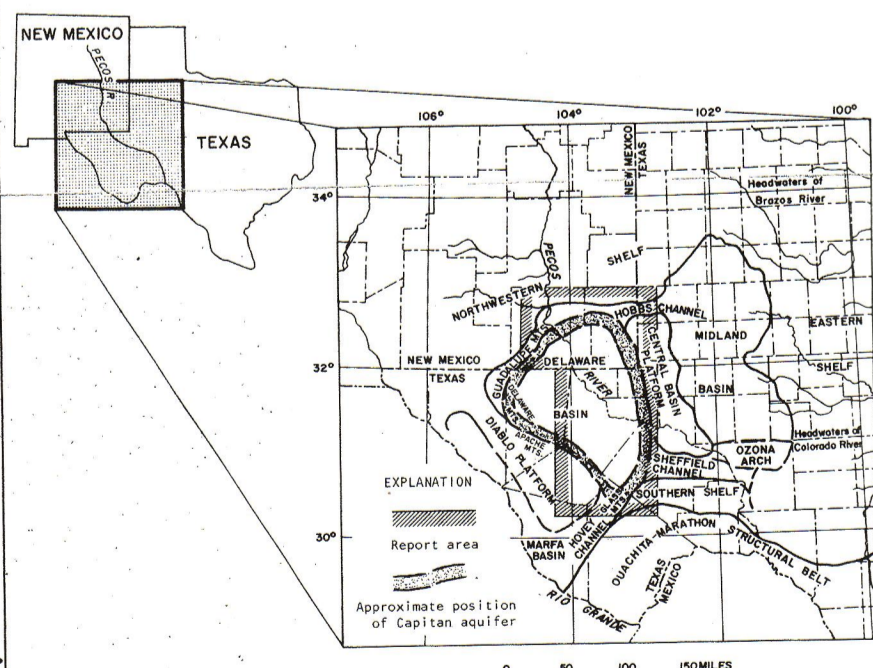 NEW MEXICO
PECOS R.
TEXAS
106°
104°
102°
100°
NEW MEXICO
TEXAS
34°
Headwaters of
Brazos River
PECOS
SHELF
NORTHWESTERN
HOBBS CHANNEL
GUADALUPE MTS.
CENTRAL BASIN
PLATFORM
MIDLAND
EASTERN
32°
NEW MEXICO
TEXAS
DELAWARE
RIVER
SHELF
BASIN
DELAWARE
MTS.
BASIN
APACHE
MTS.
DIABLO PLATFORM
Headwaters of
Colorado River
OZONA
ARCH
SHEFFIELD
CHANNEL
EXPLANATION
GLASS
MTS.
SOUTHERN SHELF
Report area
30°
MARFA
BASIN
HOVEY
CHANNEL
OUACHITA-MARATHON STRUCTURAL BELT
TEXAS
MEXICO
RIO GRANDE
Approximate position
of Capitan aquifer
0 50 100 150 MILES